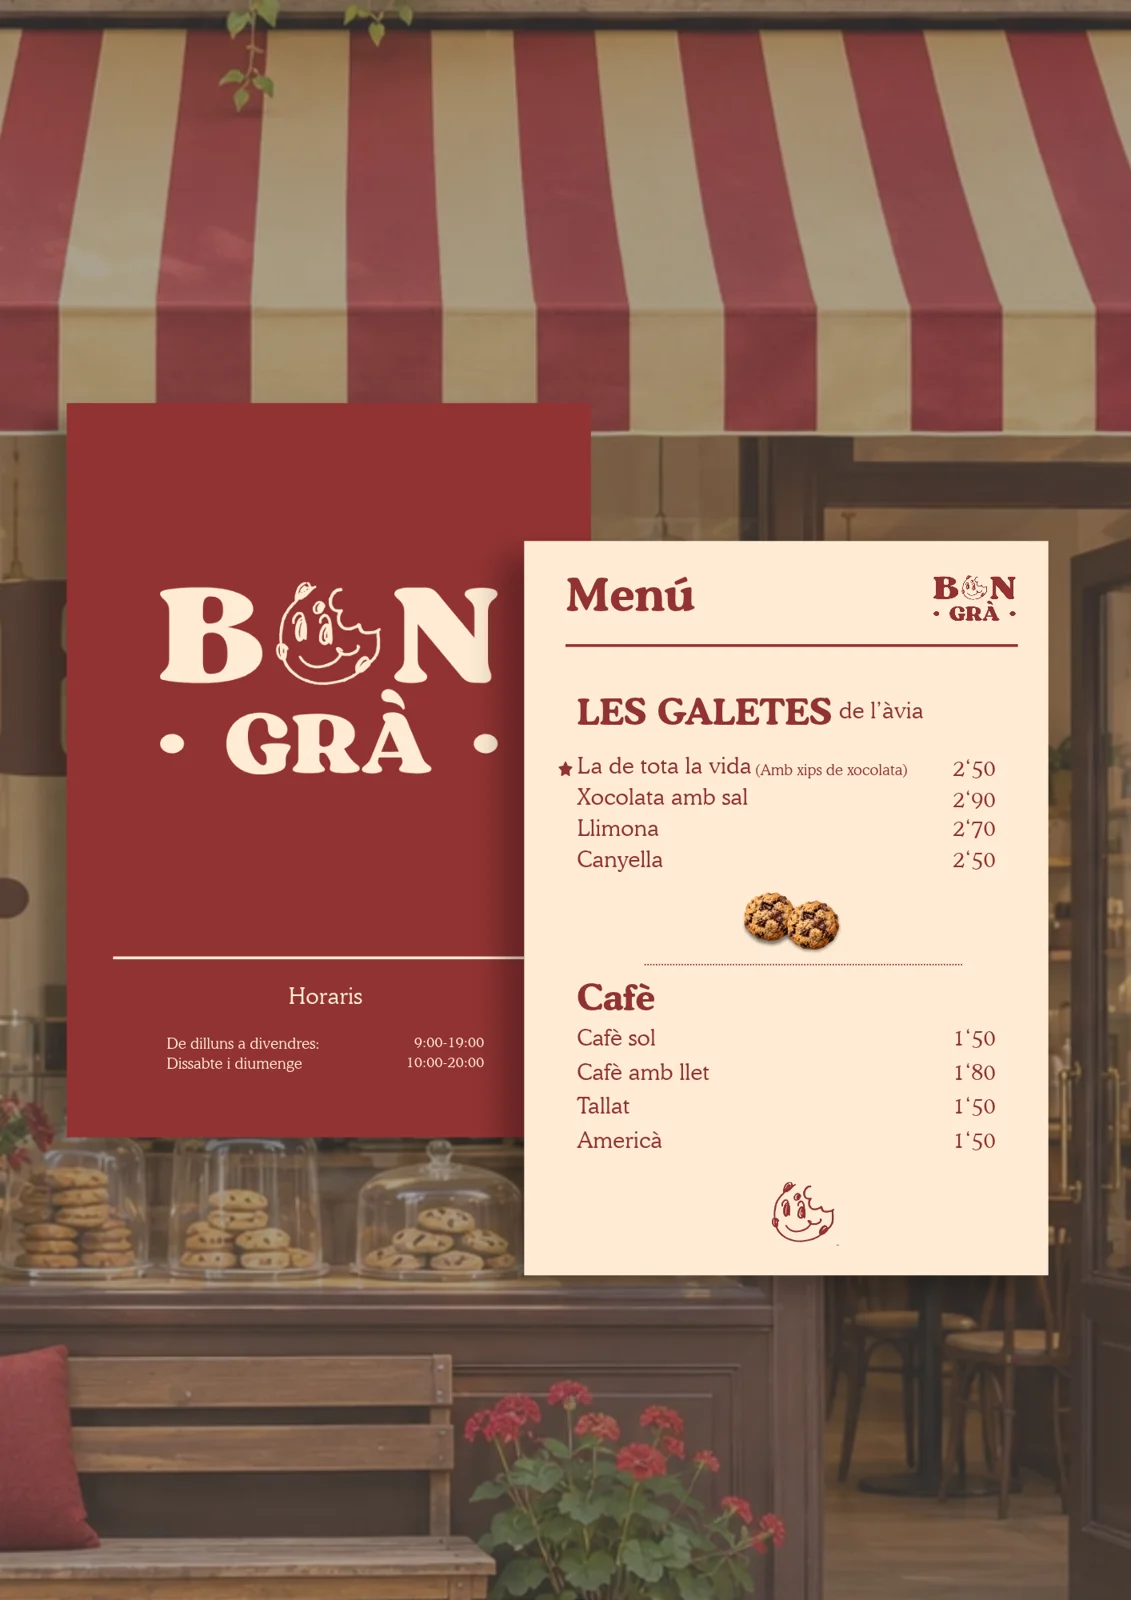 BON
• GRÀ •
Horaris
De dilluns a divendres: 9:00-19:00
Dissabte i diumenge 10:00-20:00
Menú
BON
• GRÀ •
LES GALETES de l’àvia
★ La de tota la vida (Amb xips de xocolata) 2‘50
Xocolata amb sal 2‘90
Llimona 2‘70
Canyella 2‘50
Cafè
Cafè sol 1‘50
Cafè amb llet 1‘80
Tallat 1‘50
Americà 1‘50